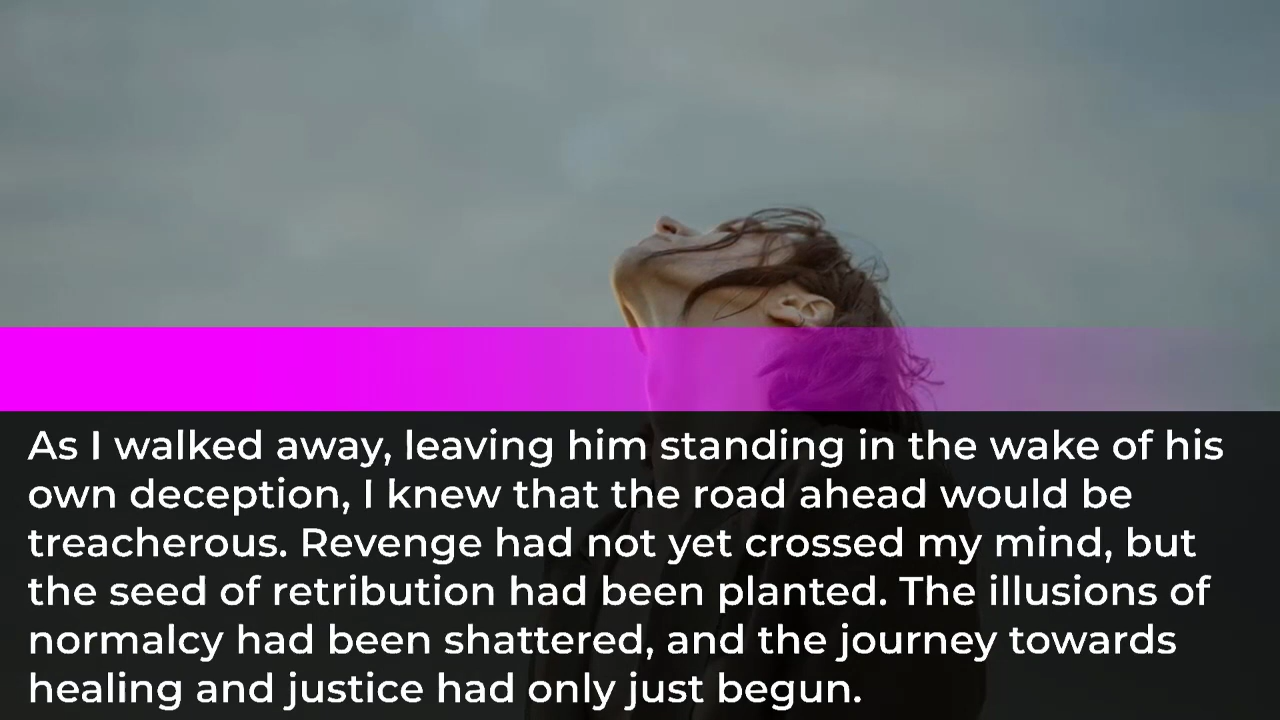 As I walked away, leaving him standing in the wake of his
own deception, I knew that the road ahead would be
treacherous. Revenge had not yet crossed my mind, but
the seed of retribution had been planted. The illusions of
normalcy had been shattered, and the journey towards
healing and justice had only just begun.